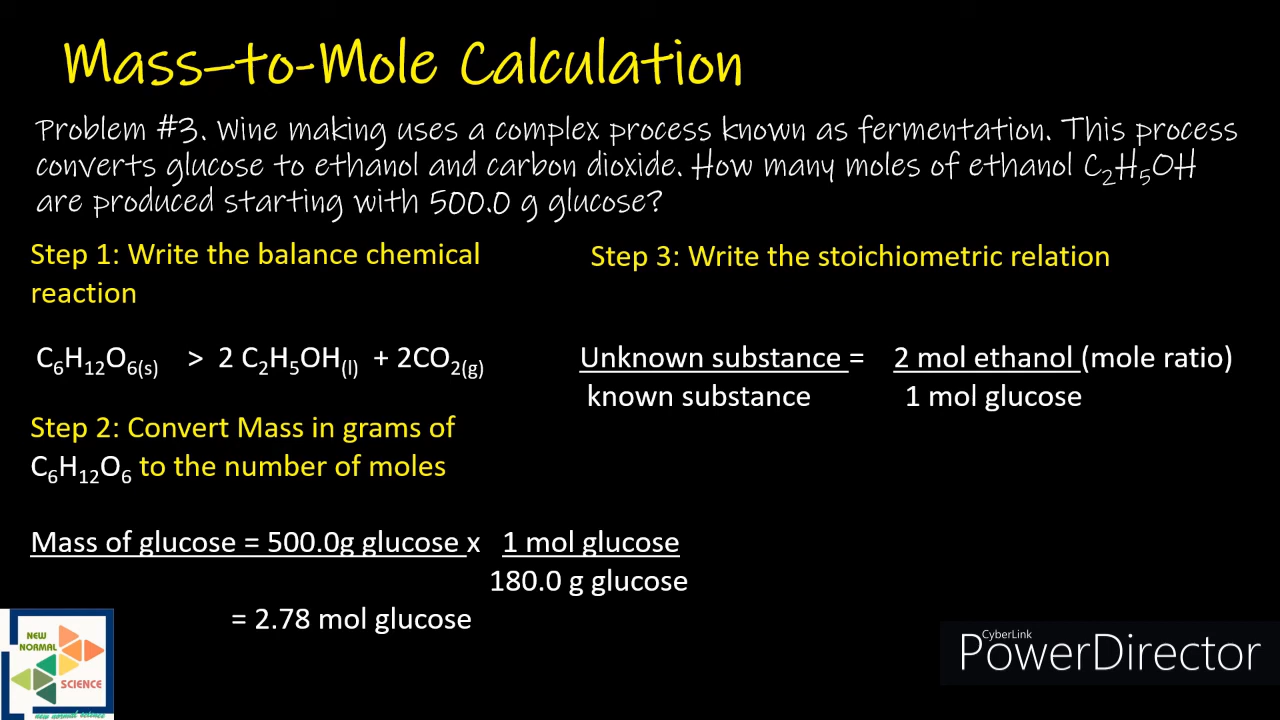 Mass–to-Mole Calculation
Problem #3. Wine making uses a complex process known as fermentation. This process
converts glucose to ethanol and carbon dioxide. How many moles of ethanol C₂H₅OH
are produced starting with 500.0 g glucose?
Step 1: Write the balance chemical
reaction
C₆H₁₂O₆(s) > 2 C₂H₅OH(l) + 2CO₂(g)
Step 2: Convert Mass in grams of
C₆H₁₂O₆ to the number of moles
Mass of glucose = 500.0g glucose x 1 mol glucose
180.0 g glucose
= 2.78 mol glucose
Step 3: Write the stoichiometric relation
Unknown substance = 2 mol ethanol (mole ratio)
known substance 1 mol glucose
NEW
NORMAL
SCIENCE
new normal science
CyberLink
PowerDirector